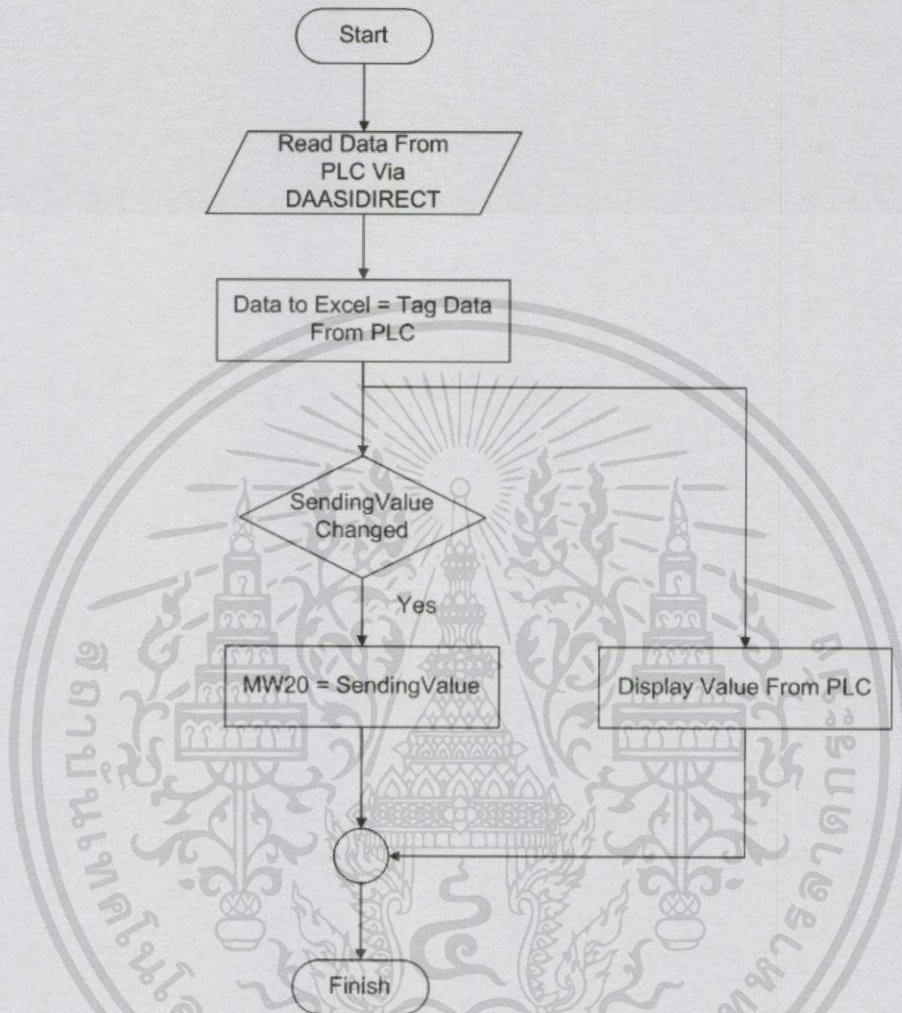 Start
Read Data From
PLC Via
DAASIDIRECT
Data to Excel = Tag Data
From PLC
SendingValue
Changed
Yes
MW20 = SendingValue
Display Value From PLC
Finish